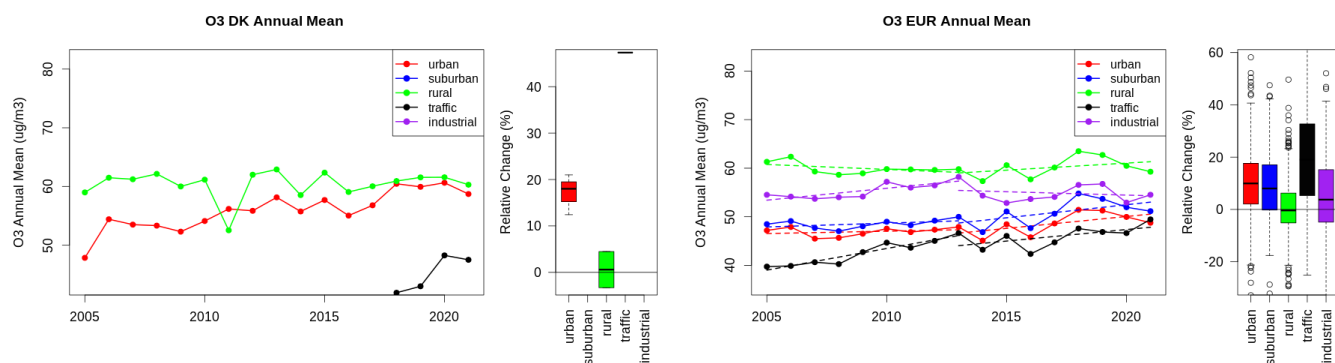 O3 DK Annual Mean
O3 EUR Annual Mean
O3 DK Annual Mean (ug/m3)
80
70
60
50
2005
2010
2015
2020
urban
suburban
rural
traffic
industrial
Relative Change (%)
40
30
20
10
0
urban
suburban
rural
traffic
industrial
O3 EUR Annual Mean (ug/m3)
80
70
60
50
40
2005
2010
2015
2020
urban
suburban
rural
traffic
industrial
Relative Change (%)
60
40
20
0
-20
urban
suburban
rural
traffic
industrial